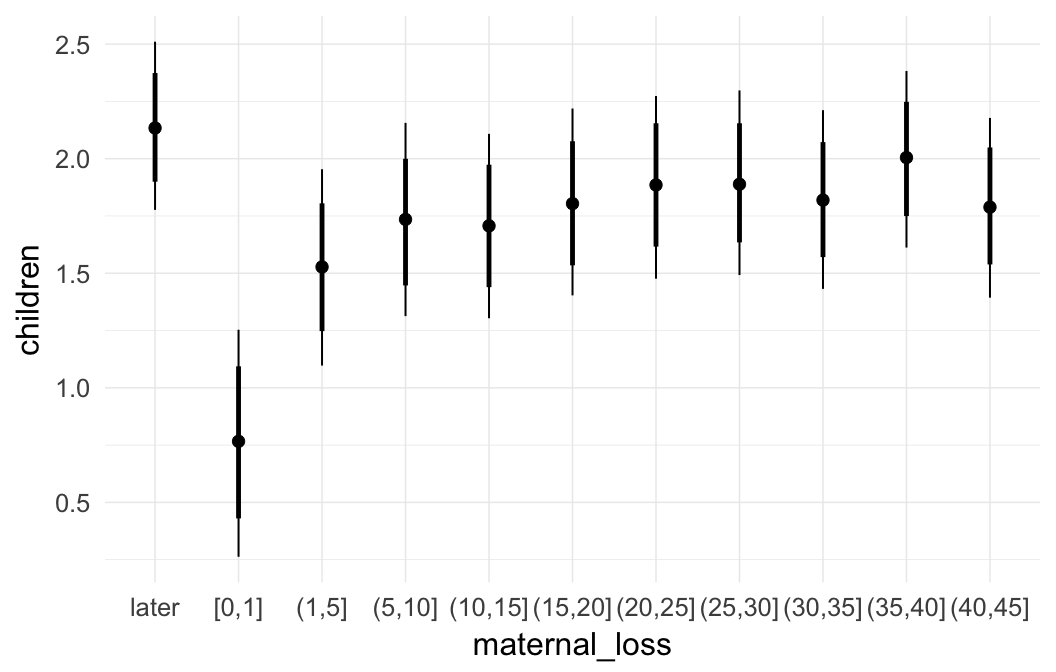 2.5
2.0
1.5
1.0
0.5
children
later [0,1] (1,5] (5,10] (10,15] (15,20] (20,25] (25,30] (30,35] (35,40] (40,45]
maternal_loss